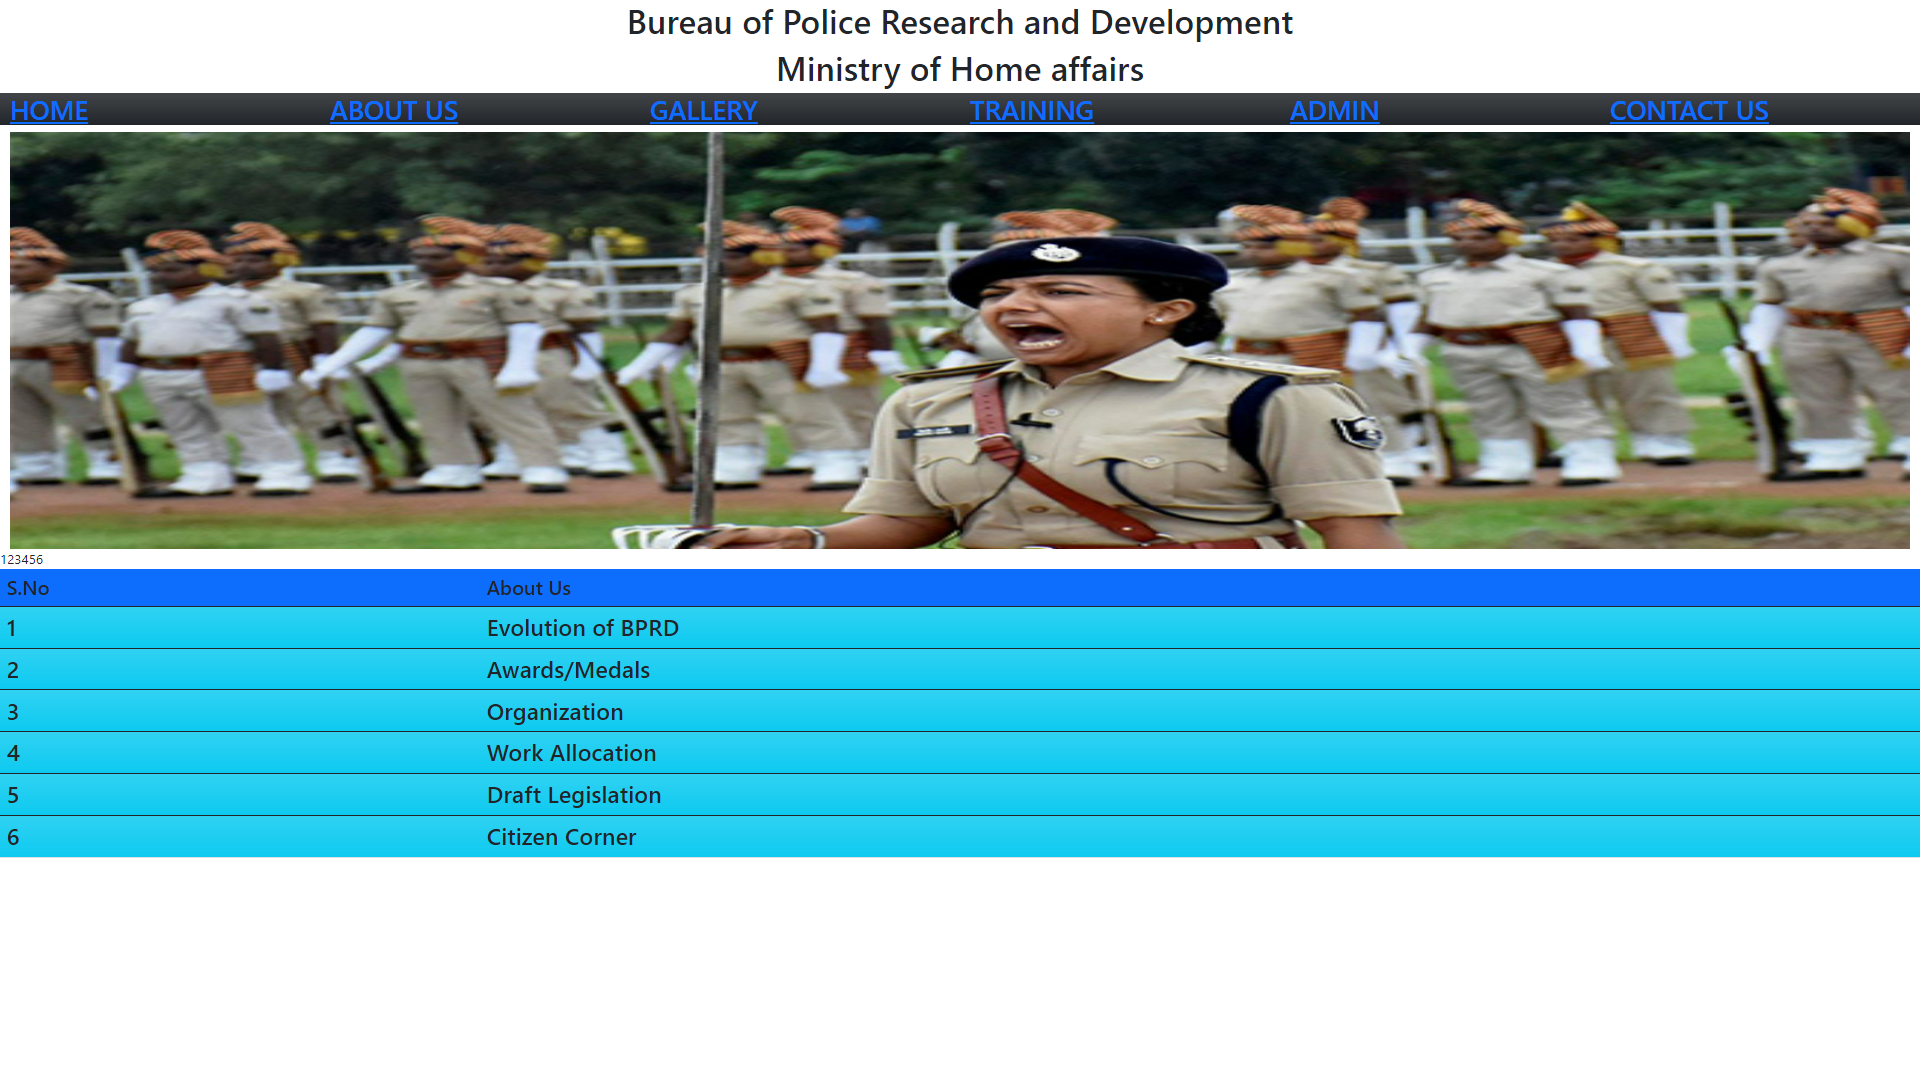 Bureau of Police Research and Development
Ministry of Home affairs
HOME ABOUT US GALLERY TRAINING ADMIN CONTACT US
123456
S.No About Us
1 Evolution of BPRD
2 Awards/Medals
3 Organization
4 Work Allocation
5 Draft Legislation
6 Citizen Corner